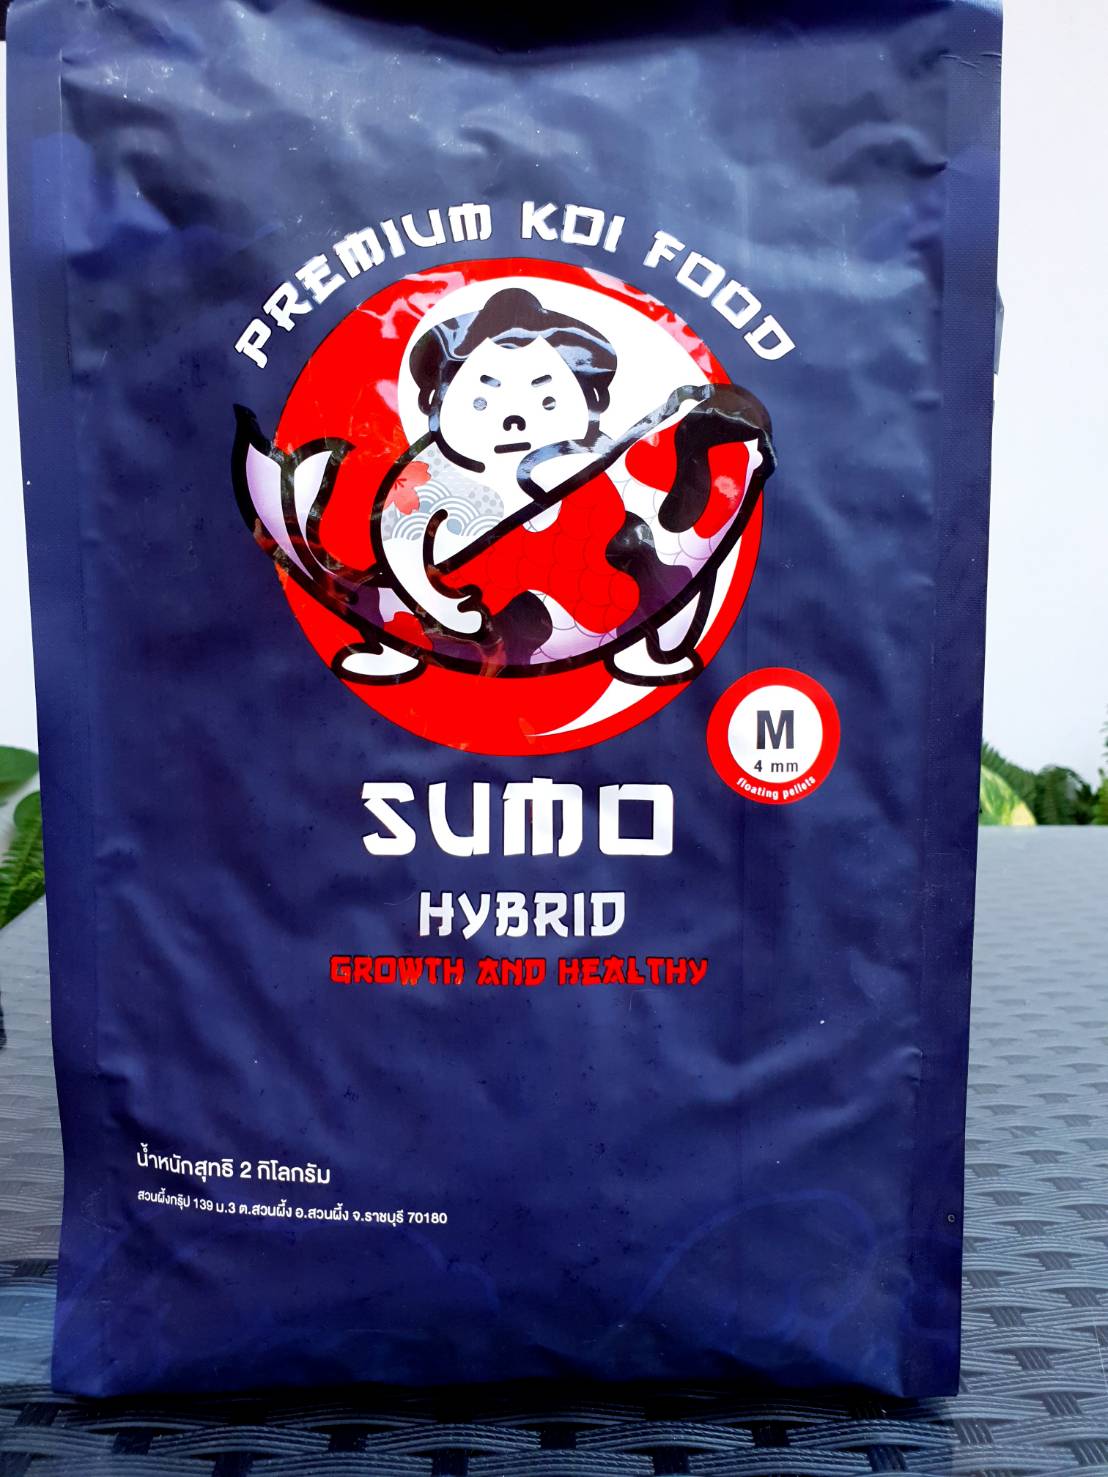 PREMIUM KOI FOOD
M
4 mm
floating pellets
SUMO
HYBRID
GROWTH AND HEALTHY
น้ำหนักสุทธิ 2 กิโลกรัม
สวนผึ้งกรุ๊ป 139 ม.3 ต.สวนผึ้ง อ.สวนผึ้ง จ.ราชบุรี 70180